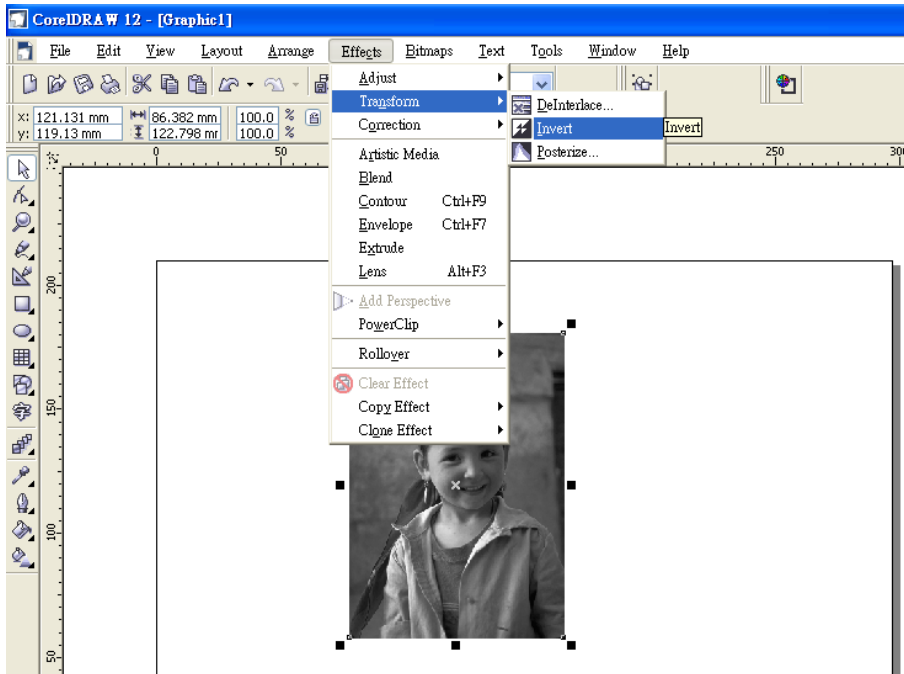 CorelDRAW 12 - [Graphic1]
File Edit View Layout Arrange Effects Bitmaps Text Tools Window Help
x: 121.131 mm 86.382 mm 100.0 %
y: 119.13 mm 122.798 mr 100.0 %
Adjust
Transform
Correction
Artistic Media
Blend
Contour Ctrl+F9
Envelope Ctrl+F7
Extrude
Lens Alt+F3
Add Perspective
PowerClip
Rollover
Clear Effect
Copy Effect
Clone Effect
DeInterlace...
Invert
Posterize...
Invert
0 50 250 300
200
150
100
50
字